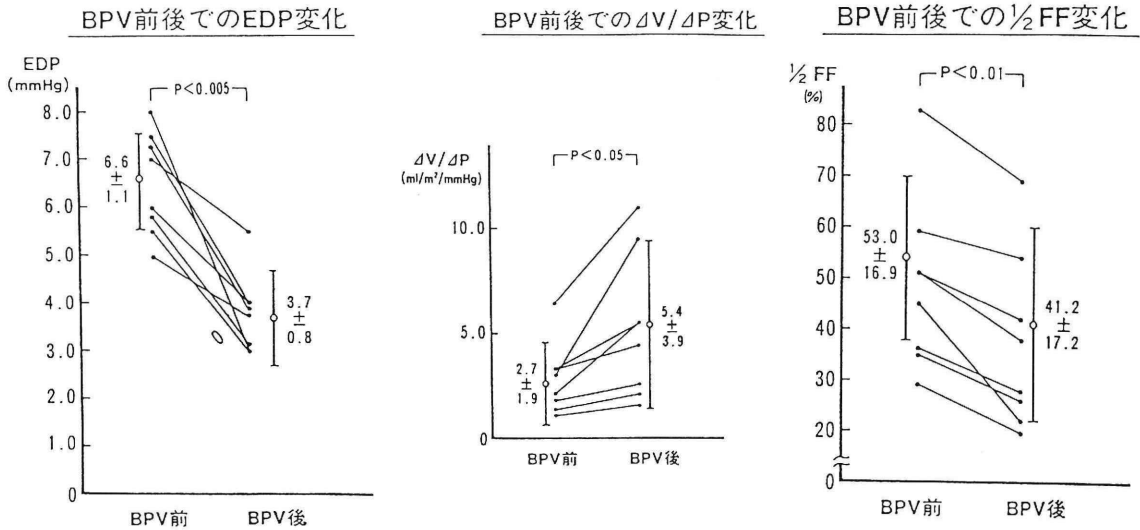 BPV前後でのEDP変化
EDP
(mmHg)
P<0.005
8.0
7.0
6.0
5.0
4.0
3.0
2.0
1.0
0
6.6
±
1.1
3.7
±
0.8
BPV前
BPV後
BPV前後でのΔV/ΔP変化
ΔV/ΔP
(ml/m²/mmHg)
P<0.05
10.0
5.0
0
2.7
±
1.9
5.4
±
3.9
BPV前
BPV後
BPV前後での½FF変化
½ FF
(%)
P<0.01
80
70
60
50
40
30
20
0
53.0
±
16.9
41.2
±
17.2
BPV前
BPV後